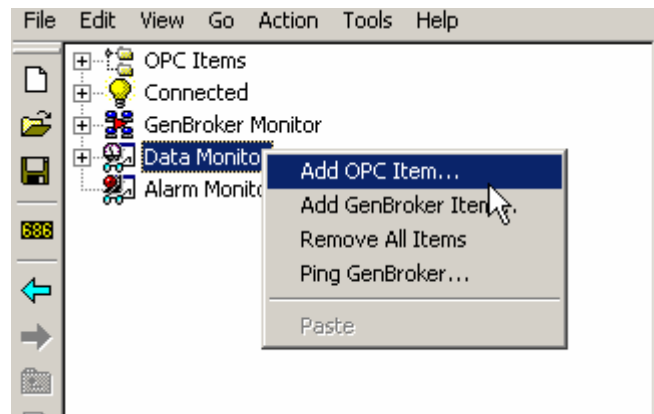 File Edit View Go Action Tools Help
OPC Items
Connected
GenBroker Monitor
Data Monito
Alarm Monito
Add OPC Item...
Add GenBroker Item...
Remove All Items
Ping GenBroker...
Paste
686